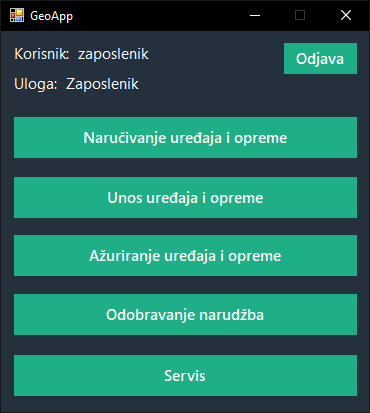 GeoApp
Korisnik: zaposlenik
Odjava
Uloga: Zaposlenik
Naručivanje uređaja i opreme
Unos uređaja i opreme
Ažuriranje uređaja i opreme
Odobravanje narudžba
Servis